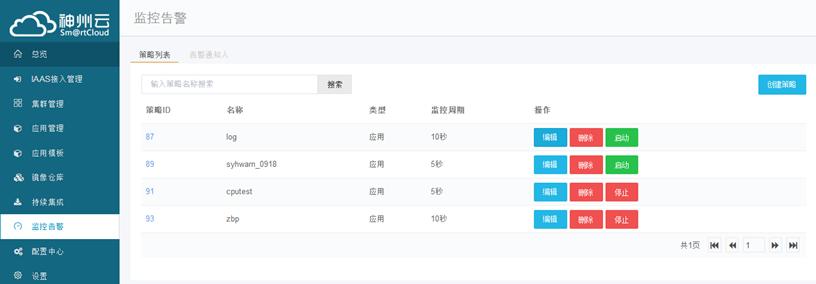 神州云
Sm@rtCloud
总览
IAAS接入管理
集群管理
应用管理
应用模板
镜像仓库
持续集成
监控告警
配置中心
设置
监控告警
策略列表 告警通知人
输入策略名称搜索 搜索 创建策略
策略ID 名称 类型 监控周期 操作
87 log 应用 10秒 编辑 删除 启动
89 syhwarn_0918 应用 5秒 编辑 删除 启动
91 cputest 应用 5秒 编辑 删除 停止
93 zbp 应用 10秒 编辑 删除 停止
共1页 1